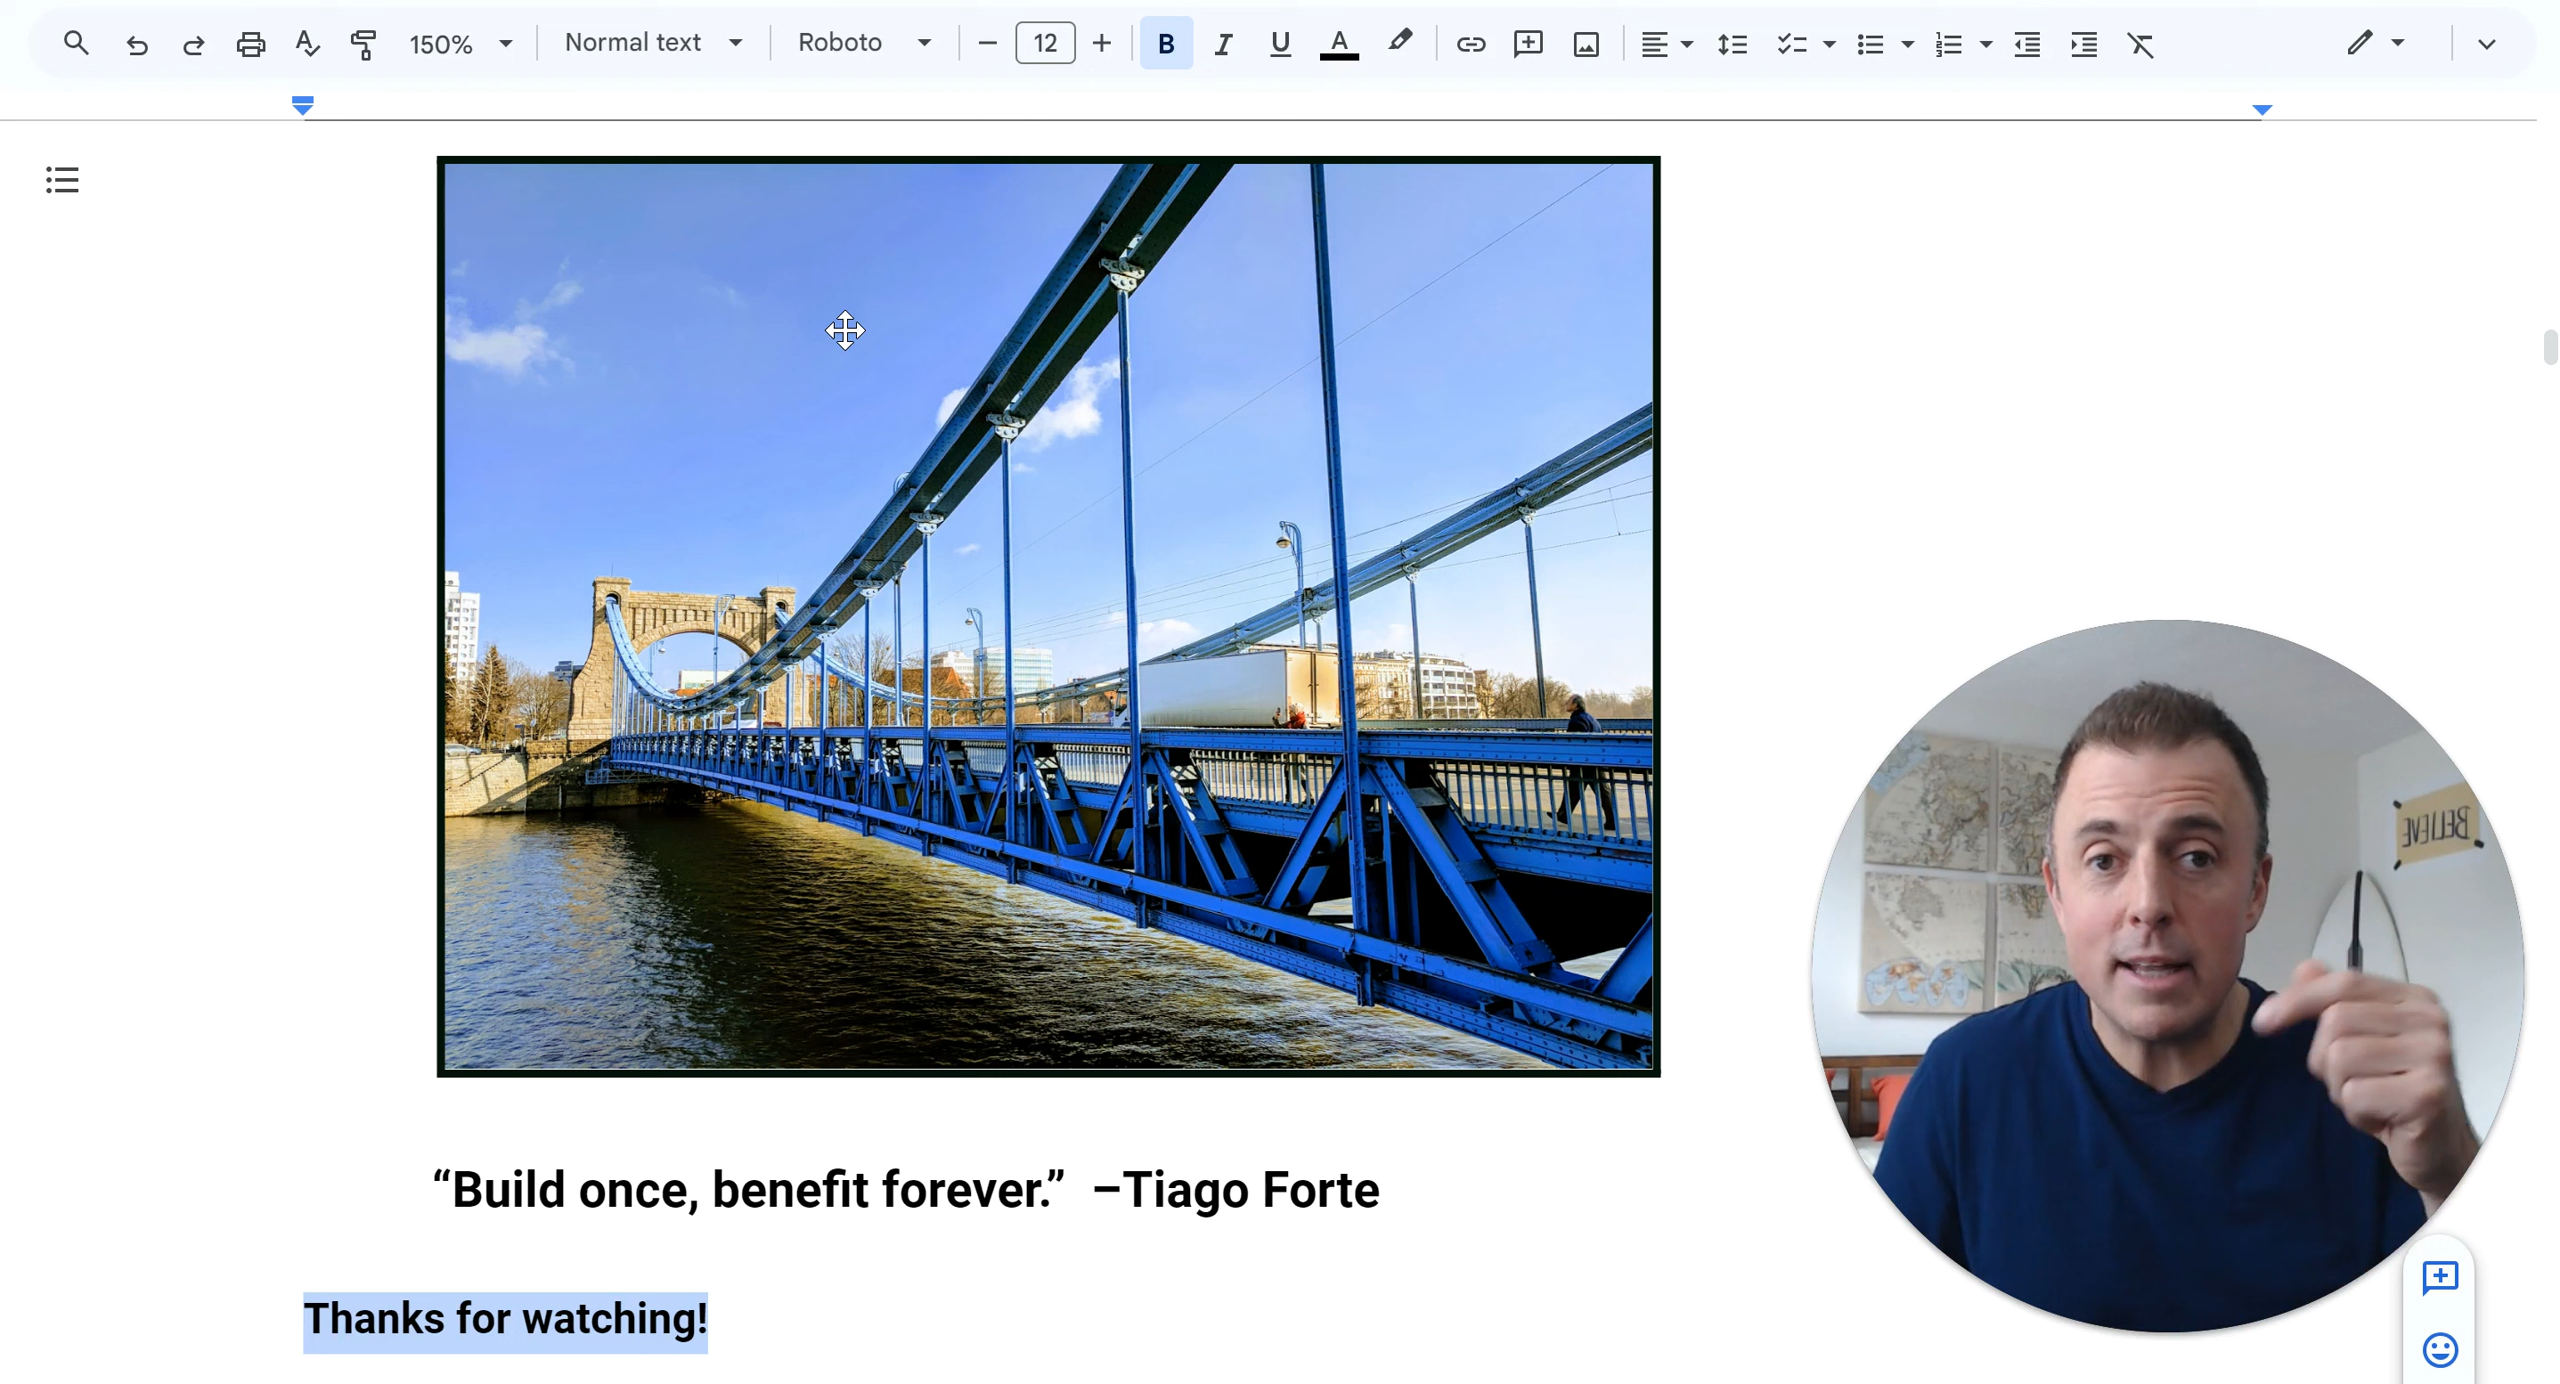 150% Normal text Roboto 12 B I U A
BELIEVE
“Build once, benefit forever.” –Tiago Forte
Thanks for watching!